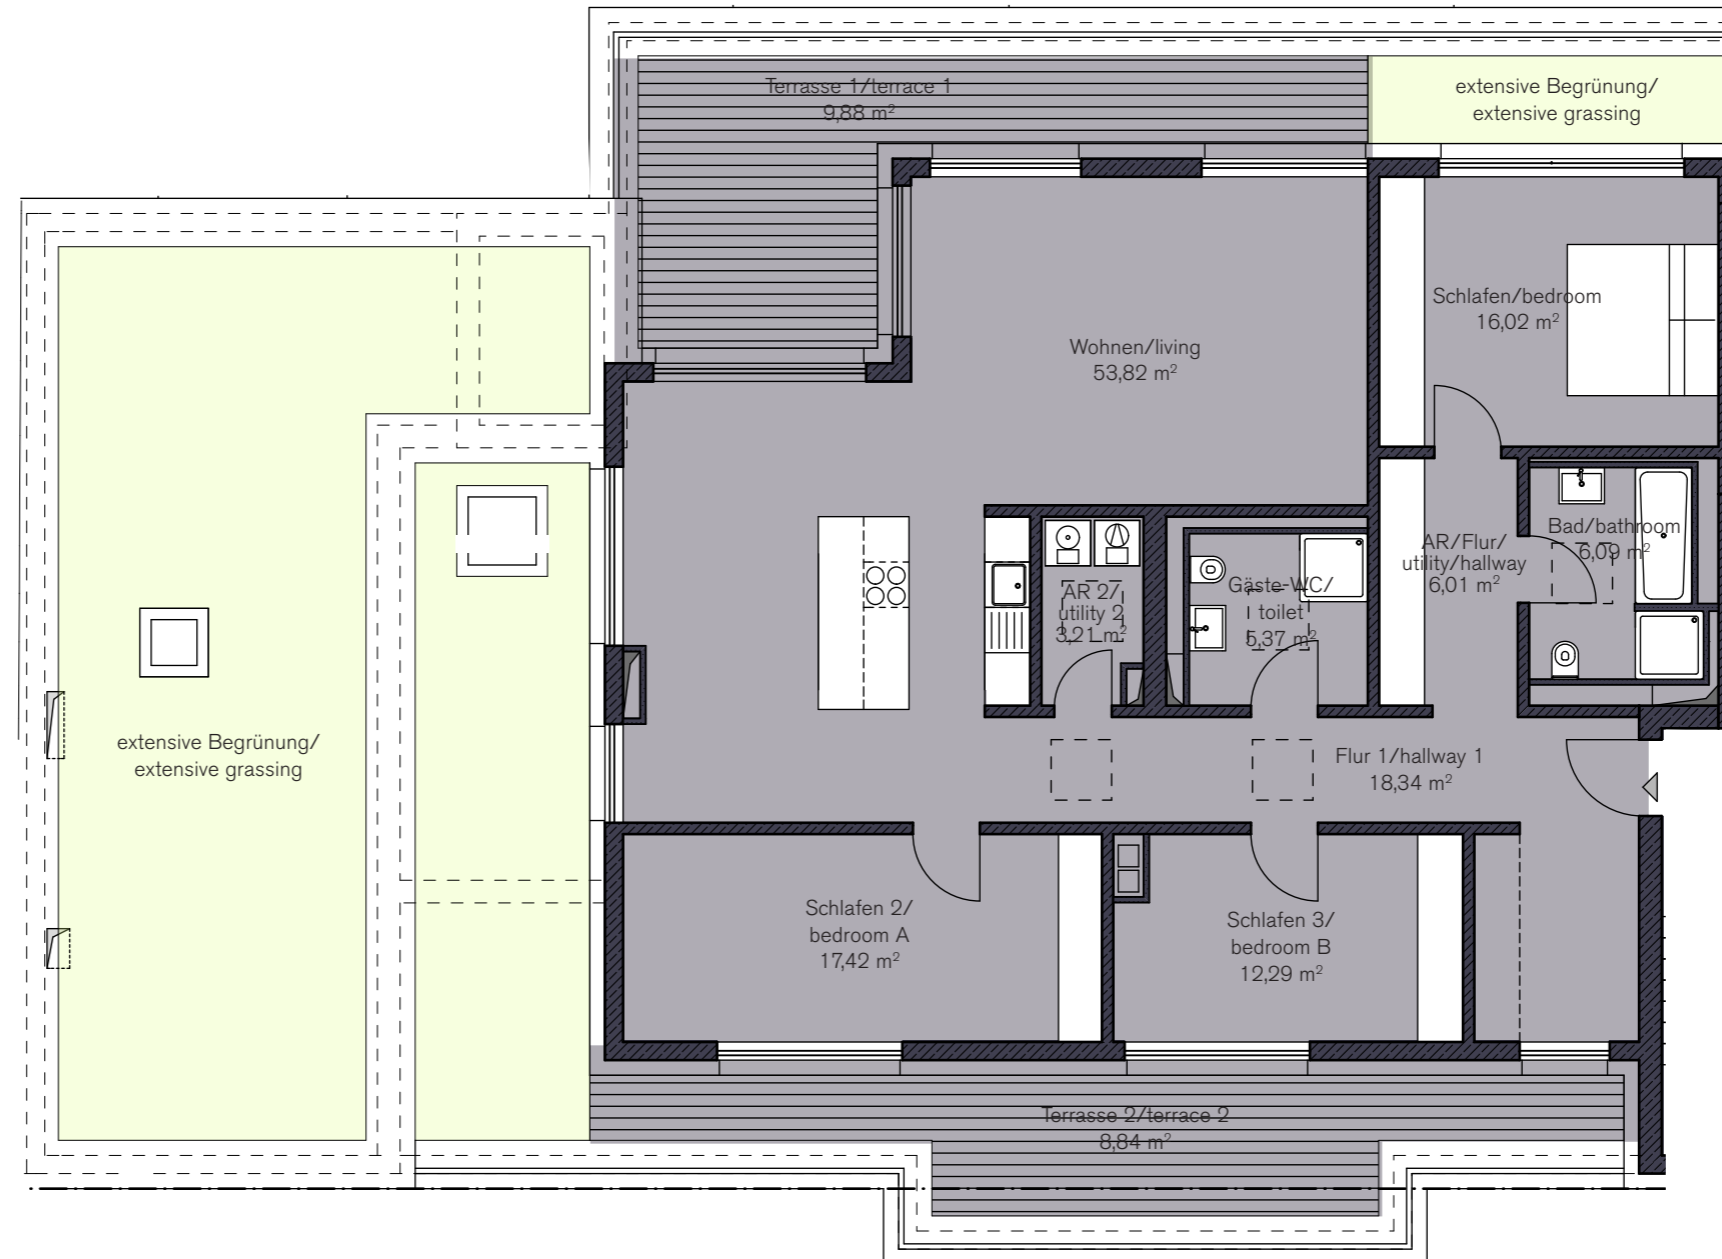 Terrasse 1/terrace 1
9,88 m²
extensive Begrünung/
extensive grassing
Schlafen/bedroom
16,02 m²
Wohnen/living
53,82 m²
Bad/bathroom
6,09 m²
AR/Flur/
utility/hallway
6,01 m²
AR 2/
utility 2
3,21 m²
Gäste-WC/
toilet
5,37 m²
extensive Begrünung/
extensive grassing
Flur 1/hallway 1
18,34 m²
Schlafen 2/
bedroom A
17,42 m²
Schlafen 3/
bedroom B
12,29 m²
Terrasse 2/terrace 2
8,84 m²